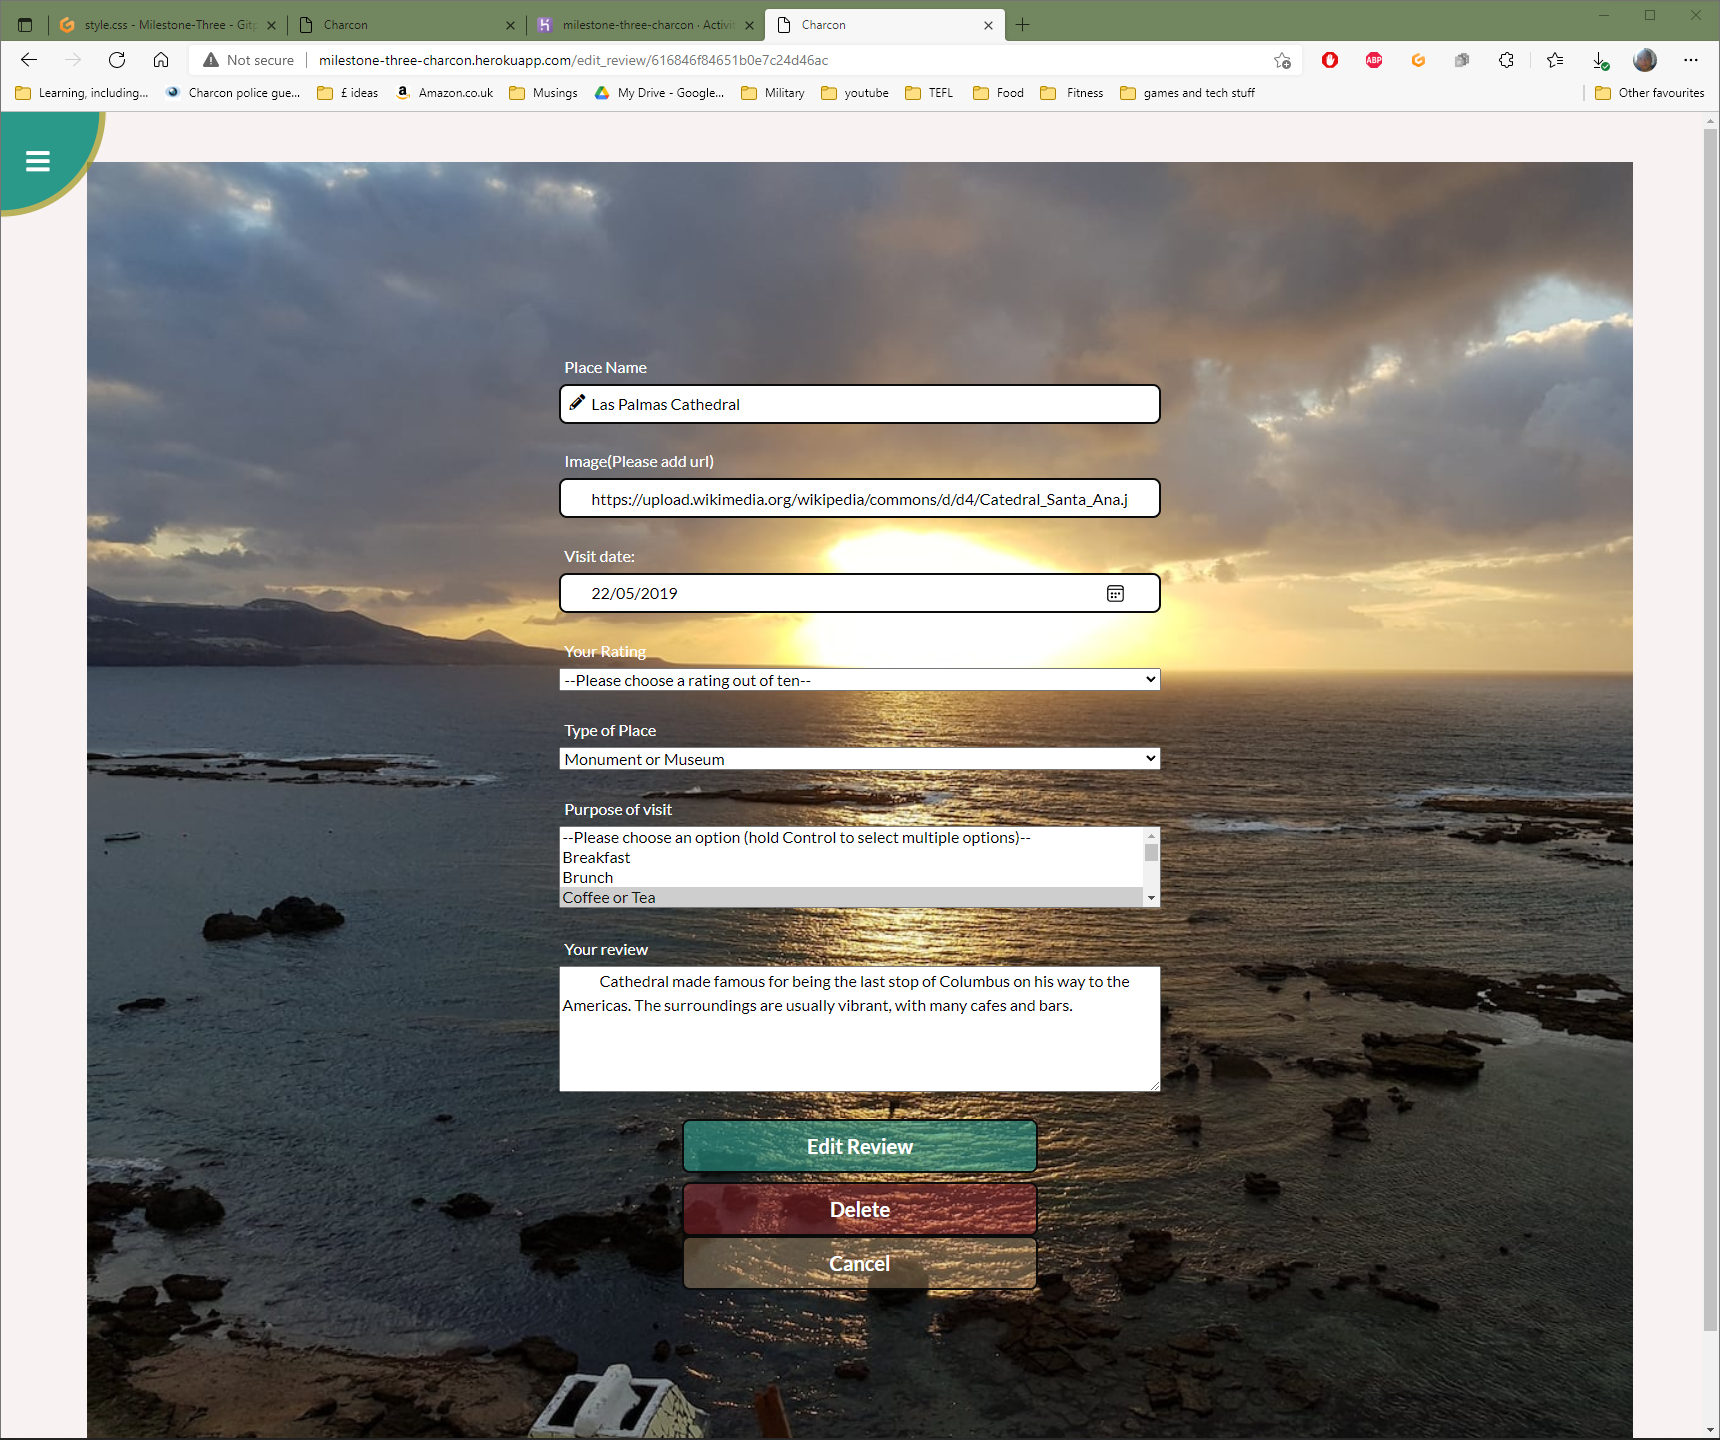 style.css - Milestone-Three - Gitp
Charcon
milestone-three-charcon · Activit
Charcon
Not secure
milestone-three-charcon.herokuapp.com/edit_review/616846f84651b0e7c24d46ac
ABP
Learning, including...
Charcon police gue...
£ ideas
Amazon.co.uk
Musings
My Drive - Google...
Military
youtube
TEFL
Food
Fitness
games and tech stuff
Other favourites
Place Name
Las Palmas Cathedral
Image(Please add url)
https://upload.wikimedia.org/wikipedia/commons/d/d4/Catedral_Santa_Ana.j
Visit date:
22/05/2019
Your Rating
--Please choose a rating out of ten--
Type of Place
Monument or Museum
Purpose of visit
--Please choose an option (hold Control to select multiple options)--
Breakfast
Brunch
Coffee or Tea
Your review
Cathedral made famous for being the last stop of Columbus on his way to the
Americas. The surroundings are usually vibrant, with many cafes and bars.
Edit Review
Delete
Cancel